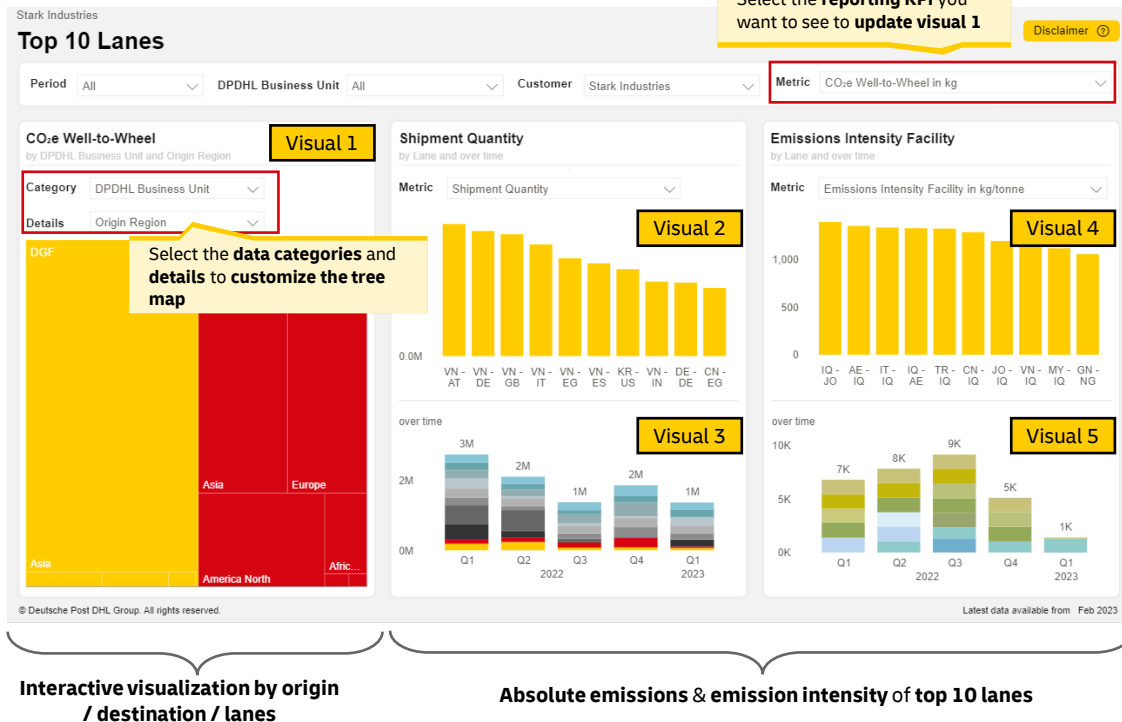 Stark Industries
Top 10 Lanes
Select the reporting KPI you
want to see to update visual 1
Disclaimer ?
Period All DPDHL Business Unit All Customer Stark Industries Metric CO₂e Well-to-Wheel in kg
CO₂e Well-to-Wheel
by DPDHL Business Unit and Origin Region
Visual 1
Category DPDHL Business Unit
Details Origin Region
Select the data categories and
details to customize the tree
map
DGF
Asia
Asia
Europe
America North
Afric...
Shipment Quantity
by Lane and over time
Metric Shipment Quantity
Visual 2
0.0M
VN - AT
VN - DE
VN - GB
VN - IT
VN - EG
VN - ES
KR - US
VN - IN
DE - DE
CN - EG
over time
Visual 3
3M
2M
1M
2M
1M
2M
0M
Q1 Q2 Q3 Q4 Q1
2022 2023
Emissions Intensity Facility
by Lane and over time
Metric Emissions Intensity Facility in kg/tonne
Visual 4
1,000
500
0
IQ - JO
AE - IQ
IT - IQ
IQ - AE
TR - IQ
CN - IQ
JO - IQ
VN - IQ
MY - IQ
GN - NG
over time
Visual 5
10K
5K
0K
7K
8K
9K
5K
1K
Q1 Q2 Q3 Q4 Q1
2022 2023
© Deutsche Post DHL Group. All rights reserved.
Latest data available from Feb 2023
Interactive visualization by origin
/ destination / lanes
Absolute emissions & emission intensity of top 10 lanes